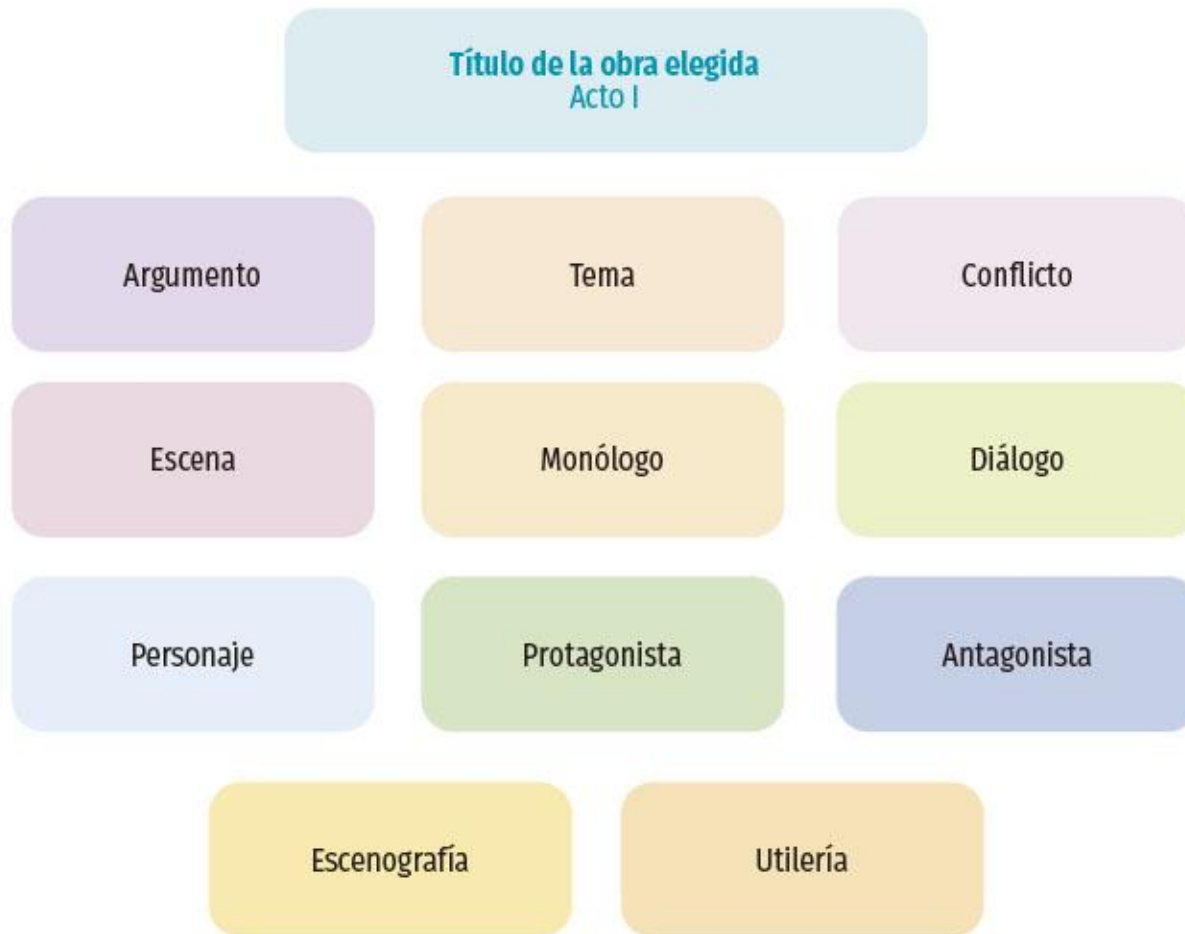 Título de la obra elegida
Acto I
Argumento
Tema
Conflicto
Escena
Monólogo
Diálogo
Personaje
Protagonista
Antagonista
Escenografía
Utilería